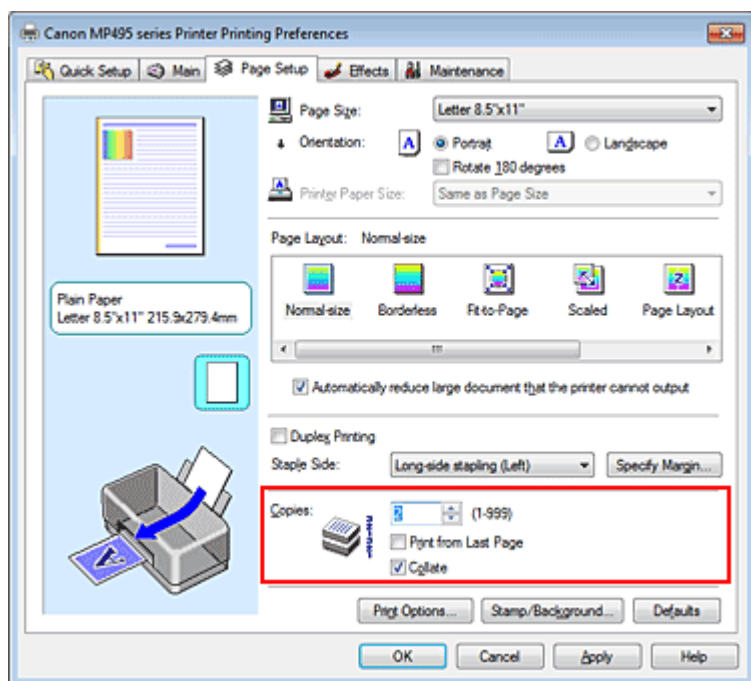 Canon MP495 series Printer Printing Preferences
Quick Setup Main Page Setup Effects Maintenance
Page Size: Letter 8.5"x11"
Orientation: A Portrait A Landscape
Rotate 180 degrees
Printer Paper Size: Same as Page Size
Page Layout: Normal-size
Normal-size Borderless Fit-to-Page Scaled Page Layout
Plain Paper
Letter 8.5"x11" 215.9x279.4mm
Automatically reduce large document that the printer cannot output
Duplex Printing
Staple Side: Long-side stapling (Left) Specify Margin...
Copies: 2 (1-999)
Print from Last Page
Collate
Print Options... Stamp/Background... Defaults
OK Cancel Apply Help